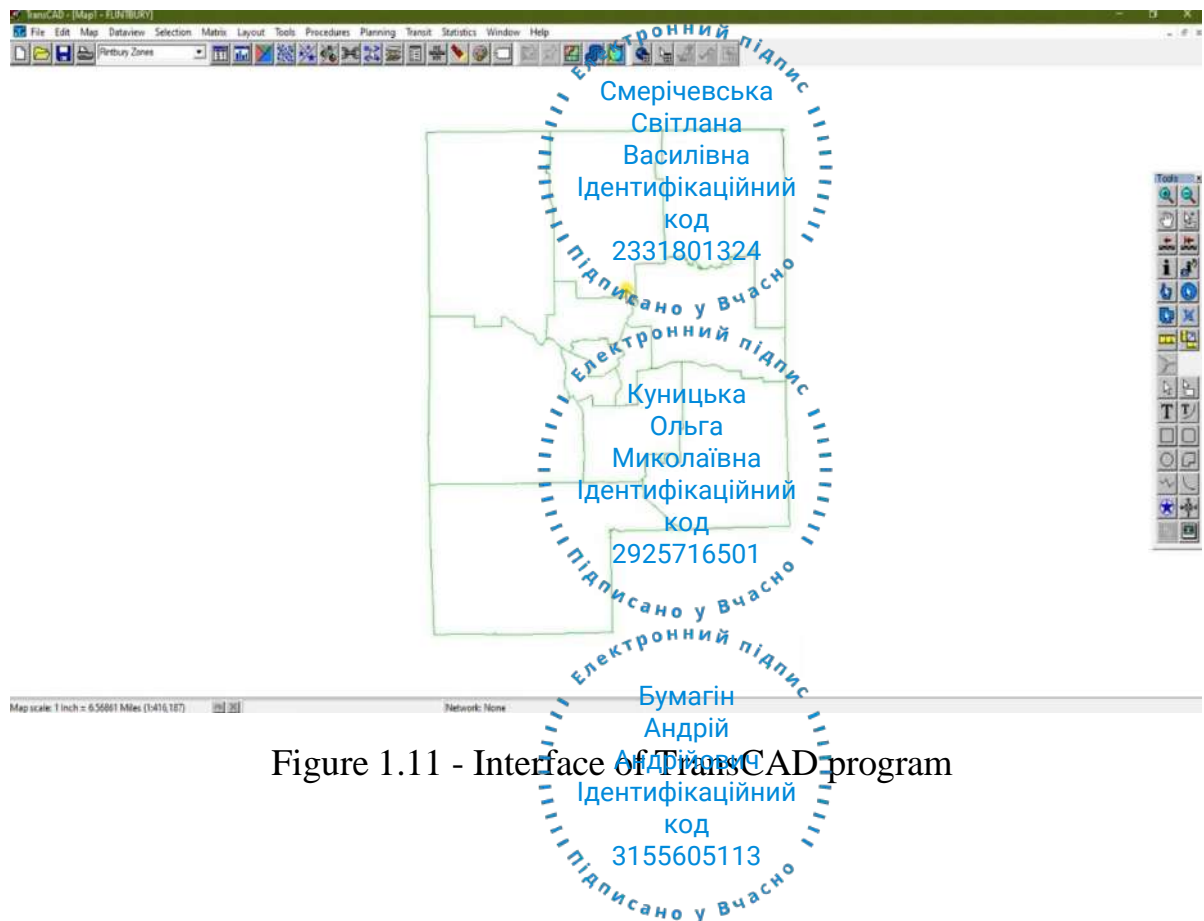 TransCAD - [Map1 - FLINTBURY]
File Edit Map Dataview Selection Matrix Layout Tools Procedures Planning Transit Statistics Window Help
Flintbury Zones
Електронний підпис
Смерічевська
Світлана
Василівна
Ідентифікаційний
код
2331801324
Підписано у Вчасно
Tools
Електронний підпис
Куницька
Ольга
Миколаївна
Ідентифікаційний
код
2925716501
Підписано у Вчасно
Map scale: 1 Inch = 6.56861 Miles (1:416,187)
Network: None
Електронний підпис
Бумагін
Андрій
Figure 1.11 - Interface of TransCAD program
Андрійович
Ідентифікаційний
код
3155605113
Підписано у Вчасно